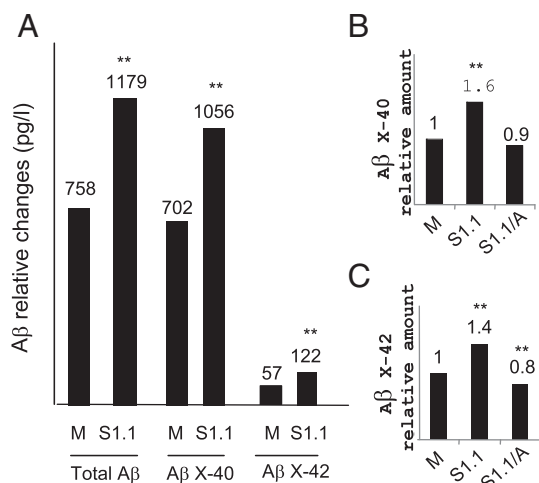 A
Aβ relative changes (pg/l)
**
1179
**
1056
758
702
**
122
57
M S1.1 M S1.1 M S1.1
Total Aβ Aβ X-40 Aβ X-42
B
Aβ X-40
relative amount
**
1.6
1
0.9
M S1.1 S1.1/A
C
Aβ X-42
relative amount
**
1.4
**
1
0.8
M S1.1 S1.1/A